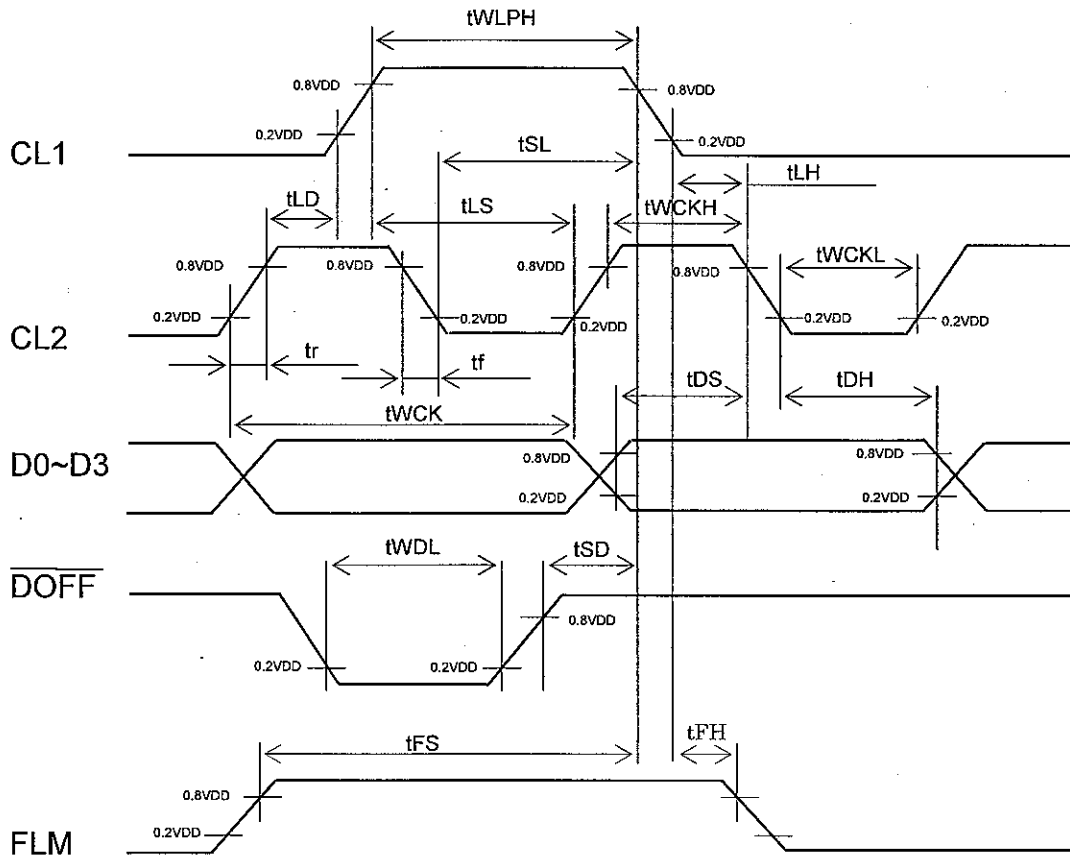 tWLPH
0.8VDD 0.8VDD
0.2VDD 0.2VDD
CL1
tSL
tLH
tLD
tLS
tWCKH
tWCKL
0.8VDD 0.8VDD 0.8VDD 0.8VDD
0.2VDD 0.2VDD 0.2VDD 0.2VDD 0.2VDD
CL2
tr
tf
tDS
tDH
tWCK
D0~D3
0.8VDD 0.8VDD
0.2VDD 0.2VDD
tWDL
tSD
DOFF
0.8VDD
0.2VDD 0.2VDD
tFS
tFH
0.8VDD
0.2VDD
FLM